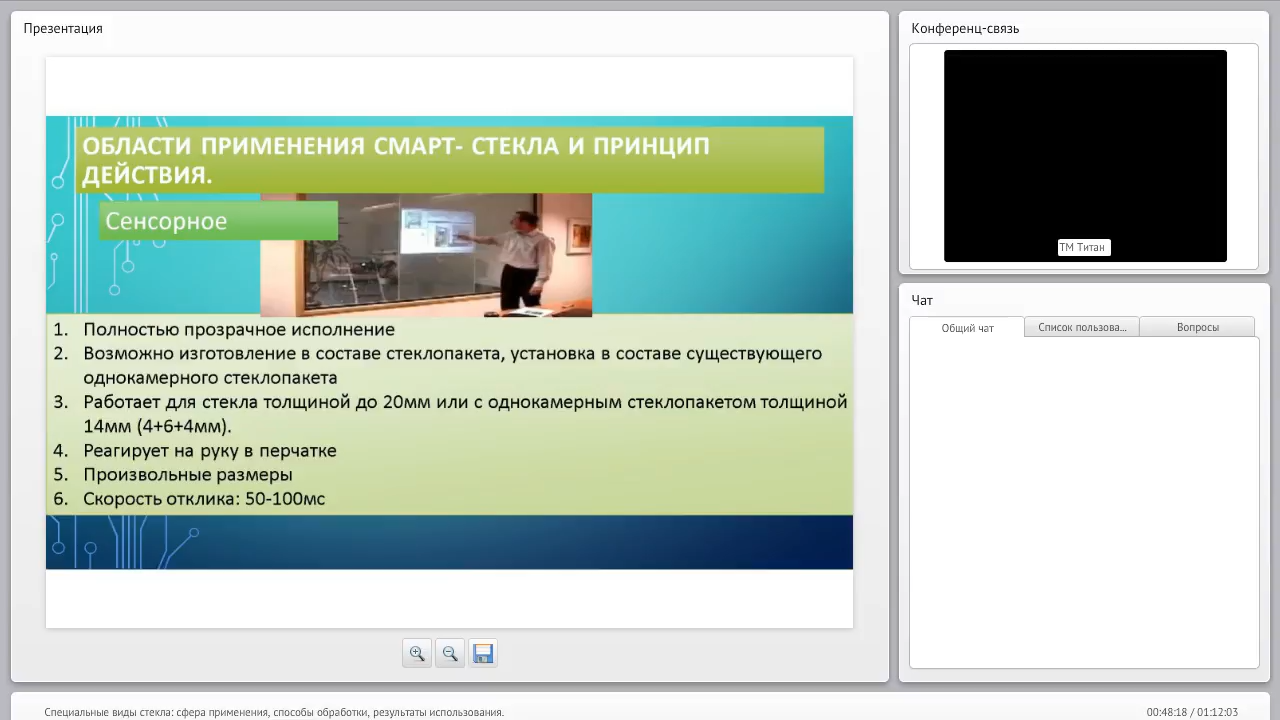 Презентация
ОБЛАСТИ ПРИМЕНЕНИЯ СМАРТ- СТЕКЛА И ПРИНЦИП
ДЕЙСТВИЯ.
Сенсорное
1. Полностью прозрачное исполнение
2. Возможно изготовление в составе стеклопакета, установка в составе существующего
однокамерного стеклопакета
3. Работает для стекла толщиной до 20мм или с однокамерным стеклопакетом толщиной
14мм (4+6+4мм).
4. Реагирует на руку в перчатке
5. Произвольные размеры
6. Скорость отклика: 50-100мс
Конференц-связь
ТМ Титан
Чат
Общий чат
Список пользова...
Вопросы
Специальные виды стекла: сфера применения, способы обработки, результаты использования.
00:48:18 / 01:12:03